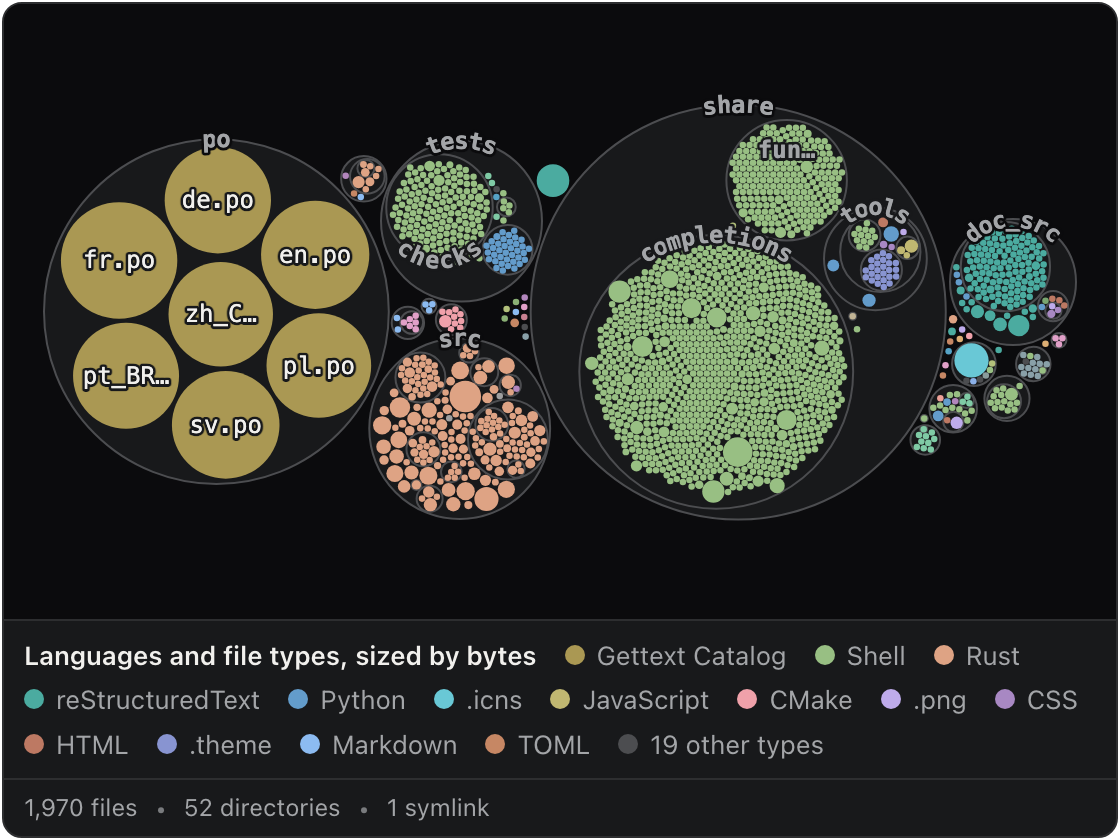 share
po
tests
fun…
de.po
tools
fr.po
en.po
checks
completions
doc_src
zh_C…
src
pt_BR…
pl.po
sv.po
Languages and file types, sized by bytes Gettext Catalog Shell Rust
reStructuredText Python .icns JavaScript CMake .png CSS
HTML .theme Markdown TOML 19 other types
1,970 files • 52 directories • 1 symlink